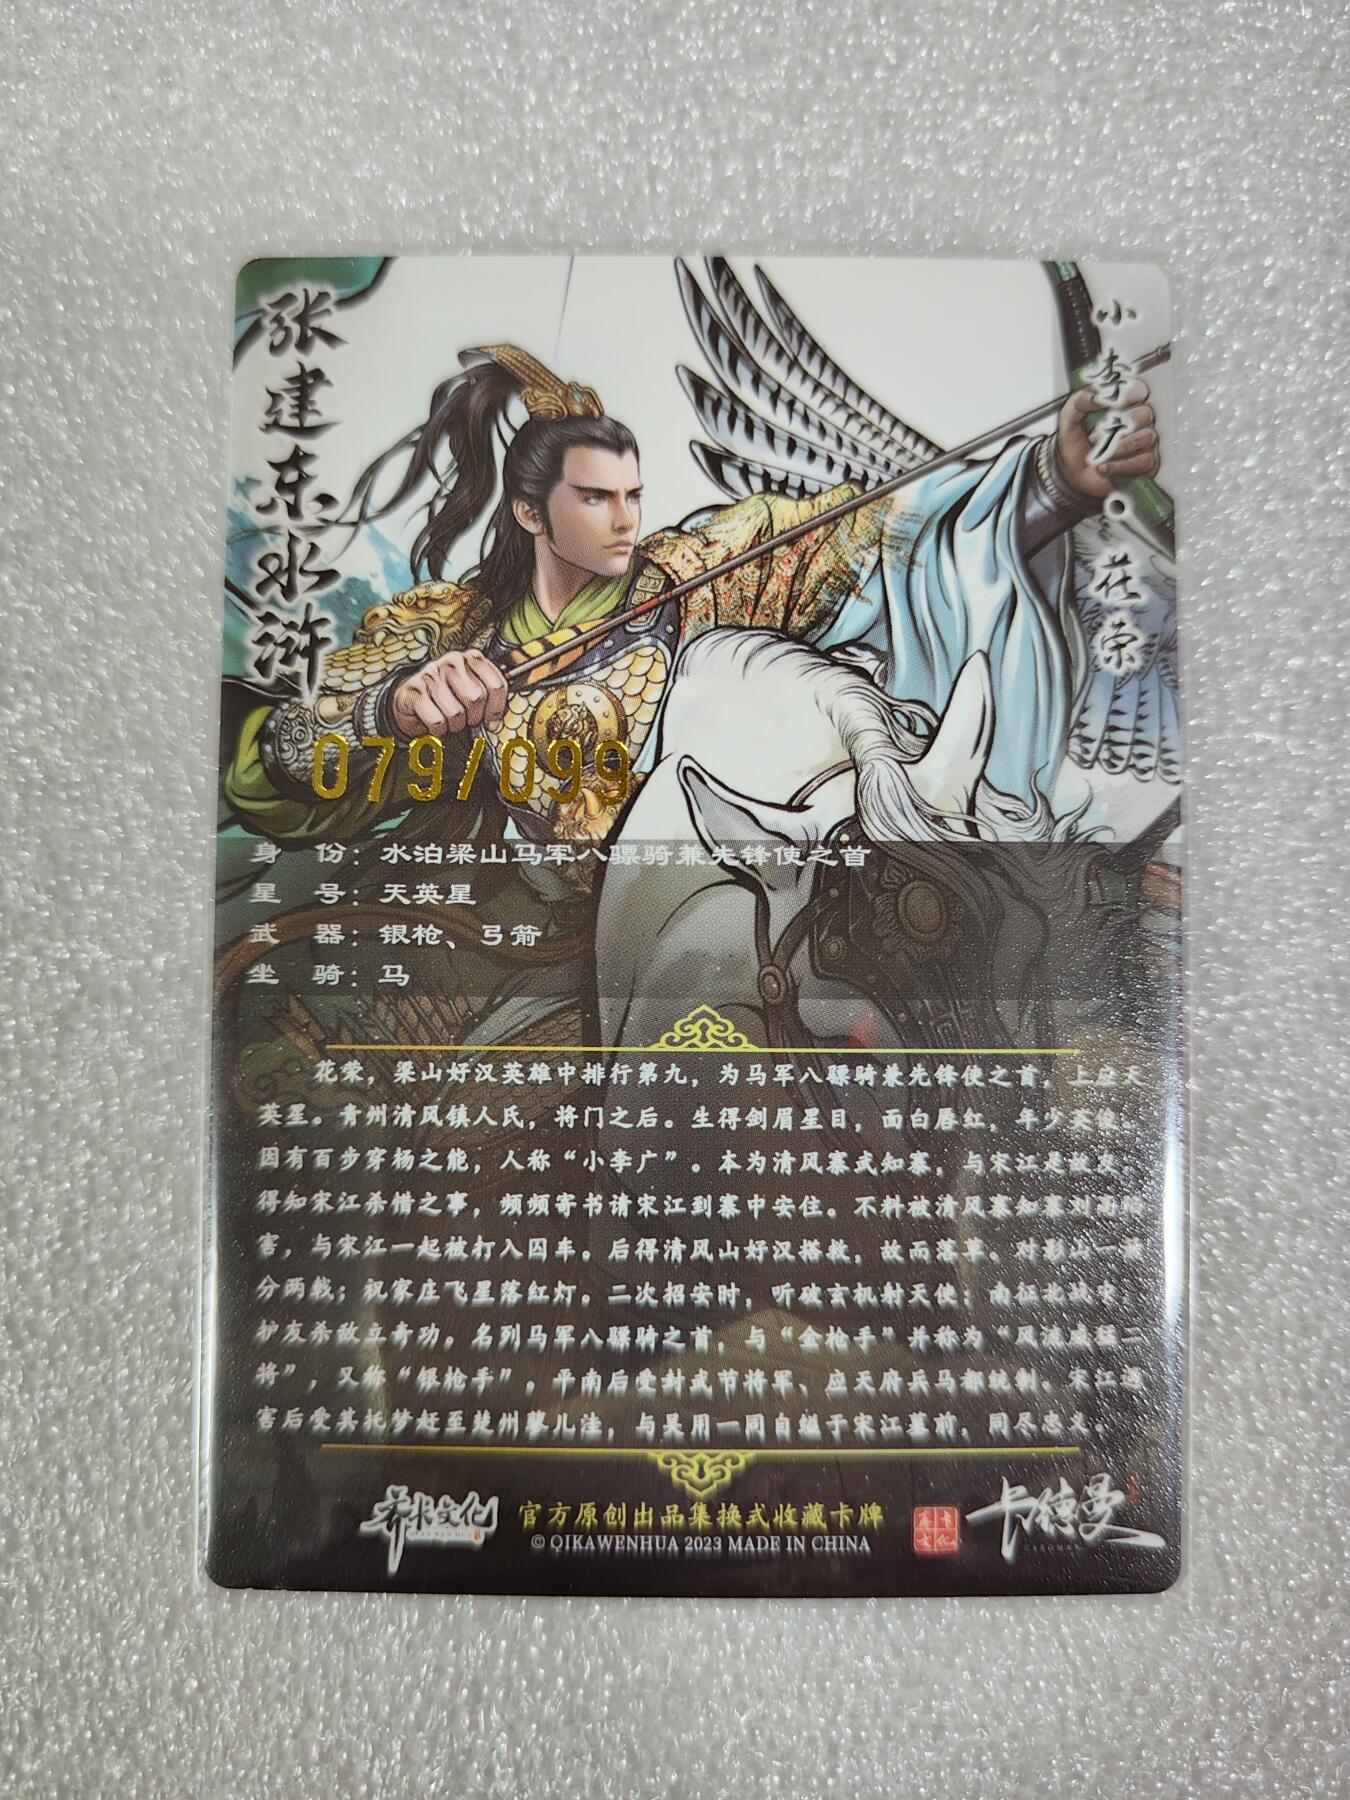 张建东水浒
小李广·花荣
079/099
身 份：水泊梁山马军八骠骑兼先锋使之首
星 号：天英星
武 器：银枪、弓箭
坐 骑：马
花荣，梁山好汉英雄中排行第九，为马军八骠骑兼先锋使之首，上应天
英星。青州清风镇人氏，将门之后。生得剑眉星目，面白唇红，年少英俊。
因有百步穿杨之能，人称“小李广”。本为清风寨武知寨，与宋江是故友，
得知宋江杀惜之事，频频寄书请宋江到寨中安住。不料被清风寨知寨刘高陷
害，与宋江一起被打入囚车。后得清风山好汉搭救，故而落草。对影山一箭
分两戟；祝家庄飞星落红灯。二次招安时，听破玄机射天使；南征北战中，
护友杀敌立奇功。名列马军八骠骑之首，与“金枪手”并称为“风流威猛二
将”，又称“银枪手”。平南后受封武节将军、应天府兵马都统制。宋江遇
害后受其托梦赶至楚州蓼儿洼，与吴用一同自缢于宋江墓前，同尽忠义。
齐卡文化
QI KA WEN HUA
官方原创出品集换式收藏卡牌
© QIKAWENHUA 2023 MADE IN CHINA
齐卡文化
卡德曼